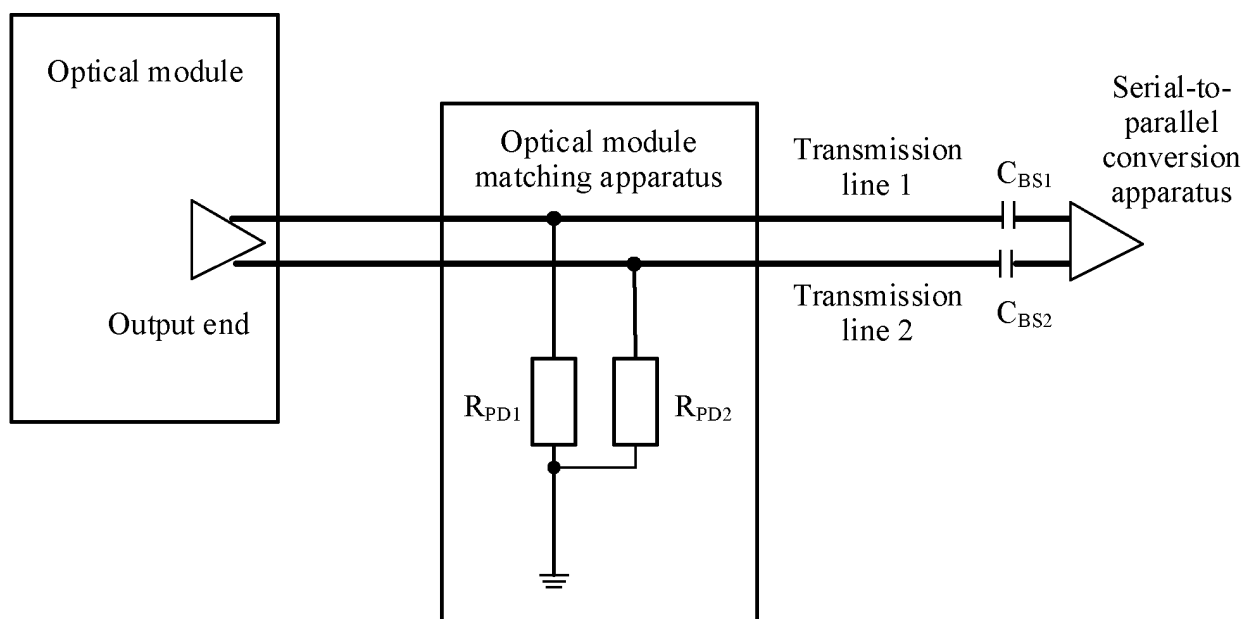 Optical module
Output end
Optical module
matching apparatus
R_PD1
R_PD2
Transmission
line 1
Transmission
line 2
C_BS1
C_BS2
Serial-to-
parallel
conversion
apparatus